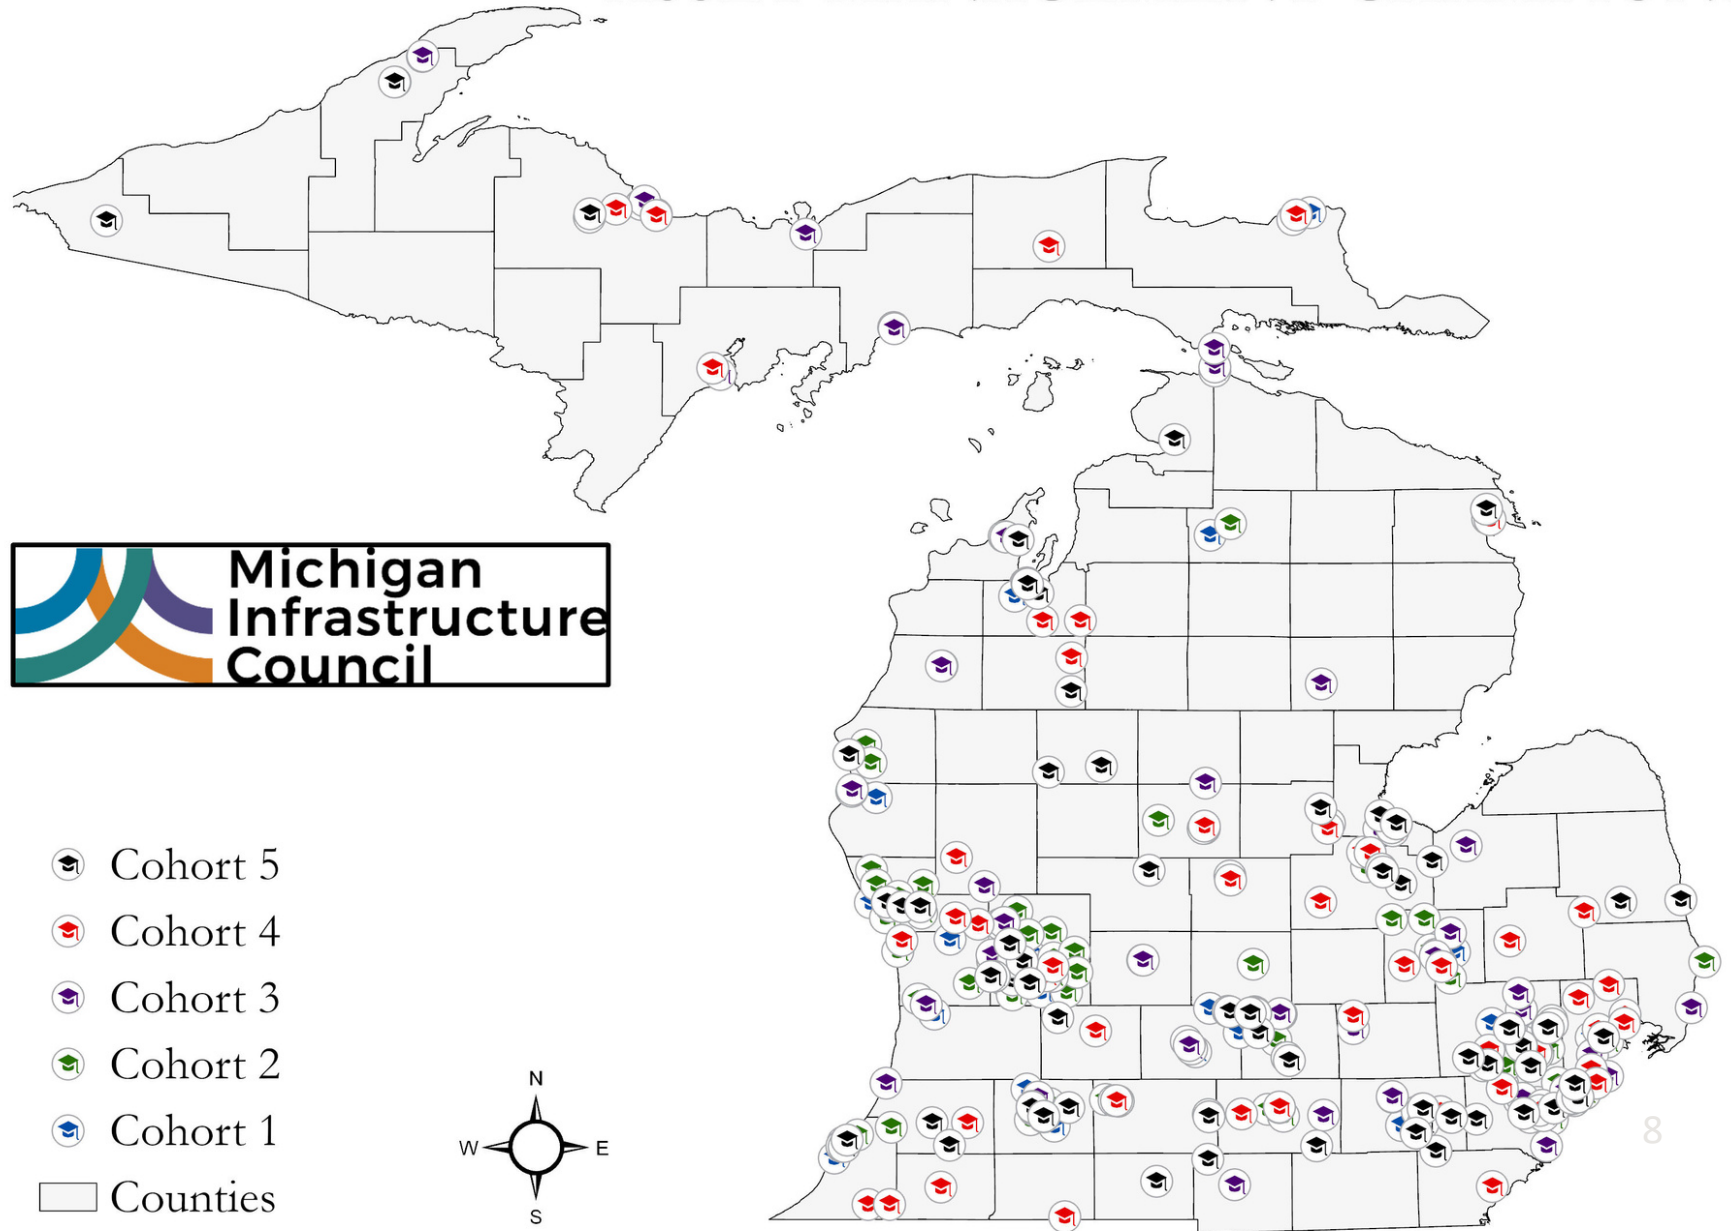 Michigan
Infrastructure
Council
Cohort 5
Cohort 4
Cohort 3
Cohort 2
Cohort 1
Counties
N
W E
S
8